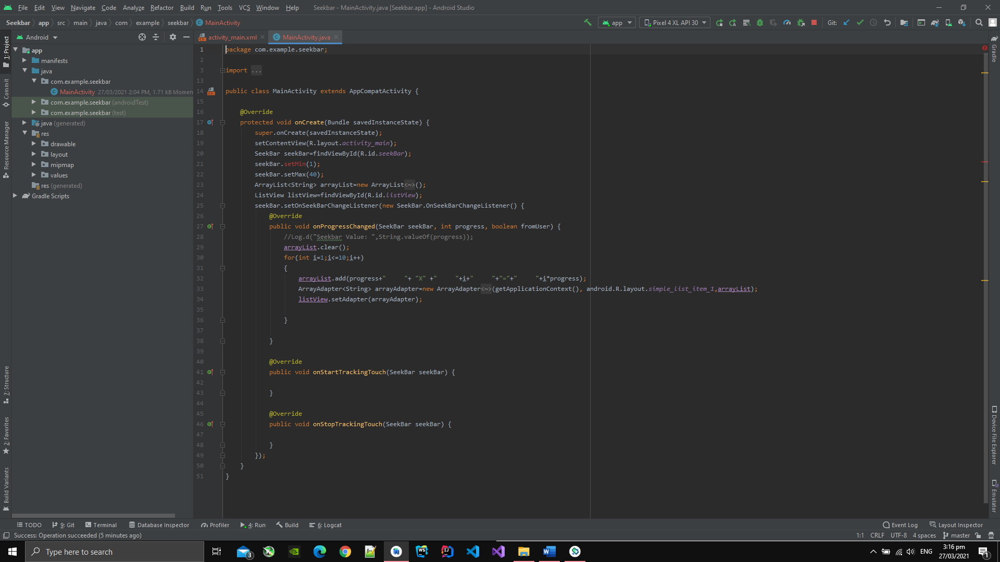 File Edit View Navigate Code Analyze Refactor Build Run Tools VCS Window Help Seekbar - MainActivity.java [Seekbar.app] - Android Studio
Seekbar app src main java com example seekbar MainActivity app Pixel 4 XL API 30 Git:
Android activity_main.xml MainActivity.java
1: Project
Commit
Resource Manager
7: Structure
2: Favorites
Build Variants
app
manifests
java
com.example.seekbar
MainActivity 27/03/2021 2:04 PM, 1.71 kB Momen
com.example.seekbar (androidTest)
com.example.seekbar (test)
java (generated)
res
drawable
layout
mipmap
values
res (generated)
Gradle Scripts
1 package com.example.seekbar;
2
3 import ...
13
14 public class MainActivity extends AppCompatActivity {
15
16 @Override
17 protected void onCreate(Bundle savedInstanceState) {
18 super.onCreate(savedInstanceState);
19 setContentView(R.layout.activity_main);
20 SeekBar seekBar=findViewById(R.id.seekBar);
21 seekBar.setMin(1);
22 seekBar.setMax(40);
23 ArrayList<String> arrayList=new ArrayList<~>();
24 ListView listView=findViewById(R.id.listView);
25 seekBar.setOnSeekBarChangeListener(new SeekBar.OnSeekBarChangeListener() {
26 @Override
27 public void onProgressChanged(SeekBar seekBar, int progress, boolean fromUser) {
28 //Log.d("Seekbar Value: ",String.valueOf(progress));
29 arrayList.clear();
30 for(int i=1;i<=10;i++)
31 {
32 arrayList.add(progress+"     "+ "X" +"     "+i+"     "+"="+"     "+i*progress);
33 ArrayAdapter<String> arrayAdapter=new ArrayAdapter<~>(getApplicationContext(), android.R.layout.simple_list_item_1,arrayList);
34 listView.setAdapter(arrayAdapter);
35
36 }
37
38 }
39
40 @Override
41 public void onStartTrackingTouch(SeekBar seekBar) {
42
43 }
44
45 @Override
46 public void onStopTrackingTouch(SeekBar seekBar) {
47
48 }
49 });
50 }
51 }
Gradle
Device File Explorer
Emulator
TODO 9: Git Terminal Database Inspector Profiler 4: Run Build 6: Logcat Event Log Layout Inspector
Success: Operation succeeded (5 minutes ago) 1:1 CRLF UTF-8 4 spaces master
Type here to search 3 ENG 3:16 pm
27/03/2021 1